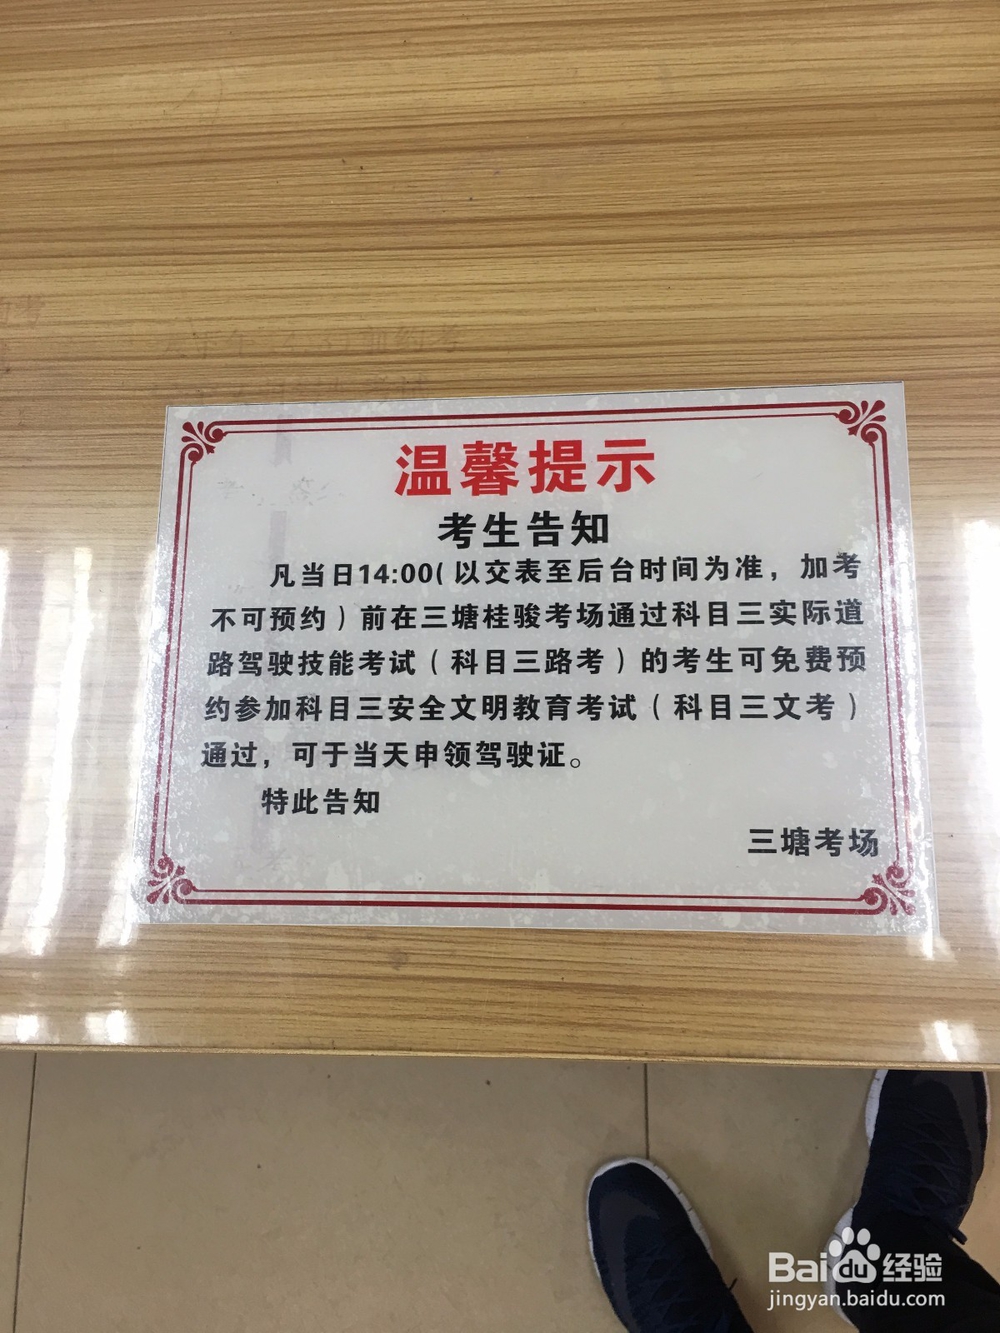 温馨提示
考生告知
凡当日14:00(以交表至后台时间为准，加考
不可预约）前在三塘桂骏考场通过科目三实际道
路驾驶技能考试（科目三路考）的考生可免费预
约参加科目三安全文明教育考试（科目三文考）
通过，可于当天申领驾驶证。
特此告知
三塘考场
Bai du 经验
jingyan.baidu.com